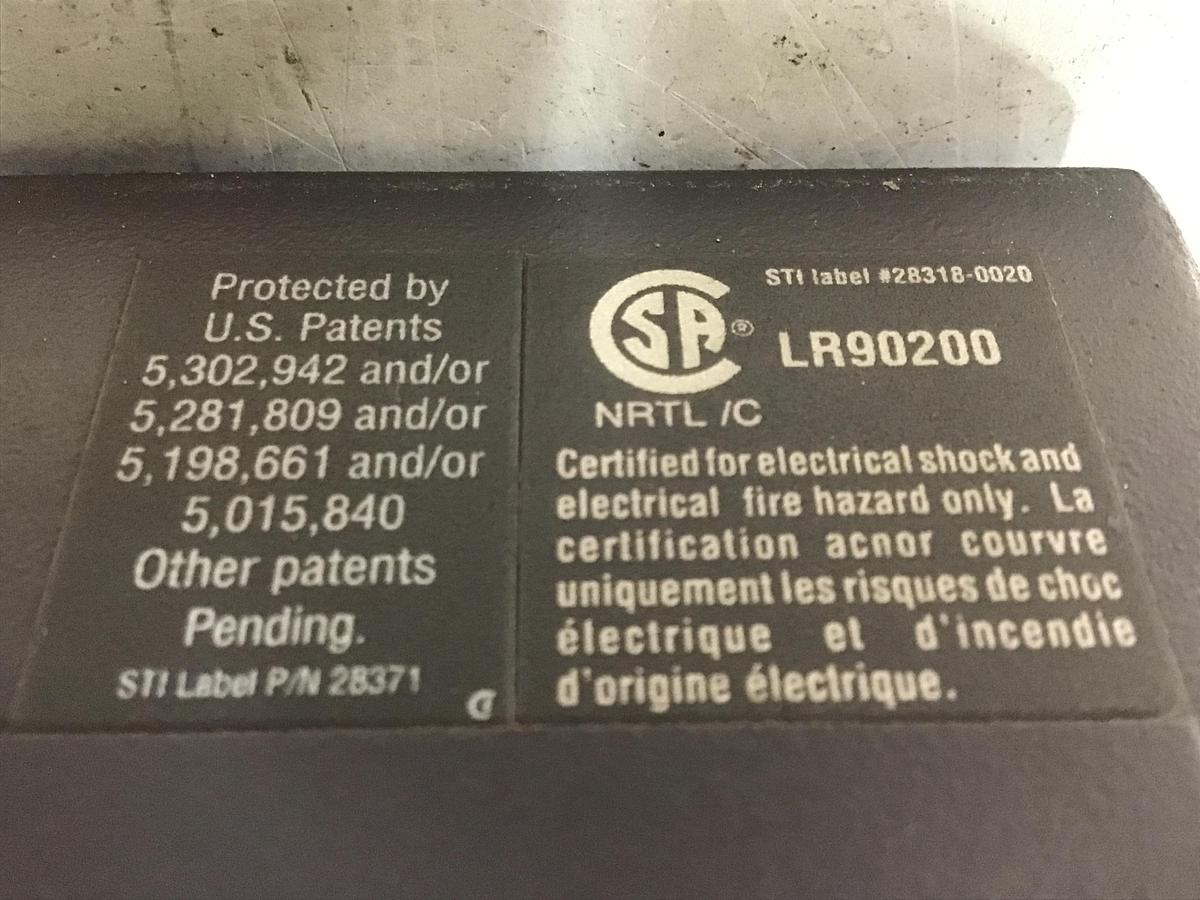 Protected by
U.S. Patents
5,302,942 and/or
5,281,809 and/or
5,198,661 and/or
5,015,840
Other patents
Pending.
STI Label P/N 28371
STI label #28318-0020
SA®
LR90200
NRTL /C
Certified for electrical shock and
electrical fire hazard only. La
certification acnor courvre
uniquement les risques de choc
électrique et d'incendie
d'origine électrique.